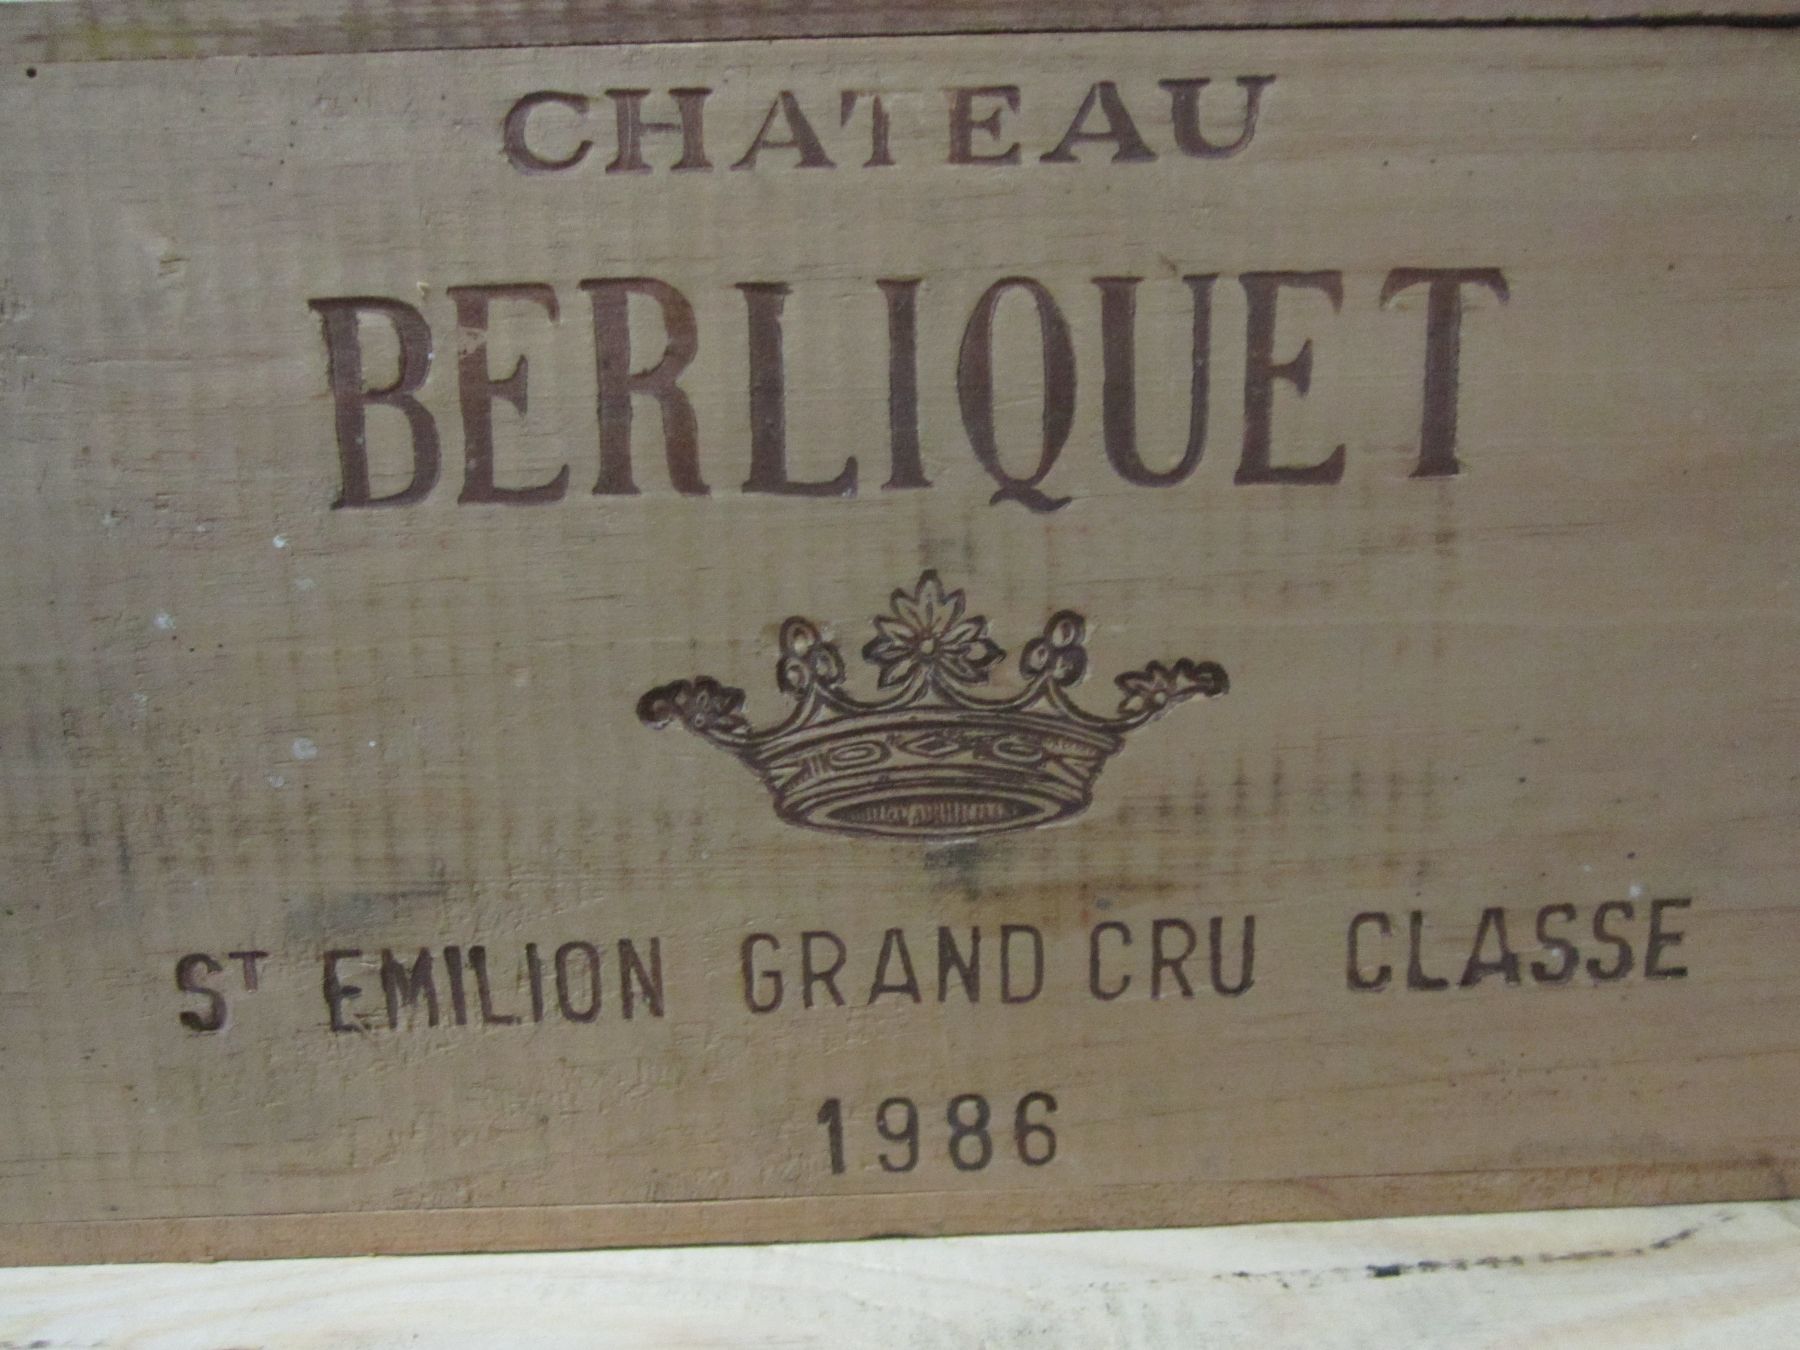 CHATEAU
BERLIQUET
ST EMILION GRAND CRU CLASSE
1986